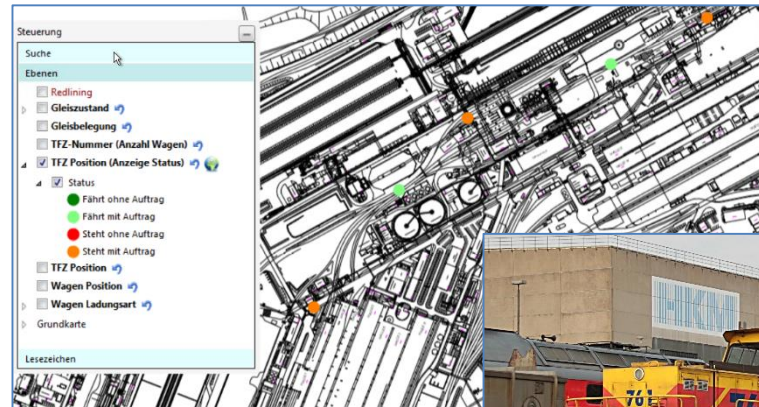 Steuerung
Suche
Ebenen
Redlining
Gleiszustand
Gleisbelegung
TFZ-Nummer (Anzahl Wagen)
TFZ Position (Anzeige Status)
Status
Fährt ohne Auftrag
Fährt mit Auftrag
Steht ohne Auftrag
Steht mit Auftrag
TFZ Position
Wagen Position
Wagen Ladungsart
Grundkarte
Lesezeichen
HKM
761